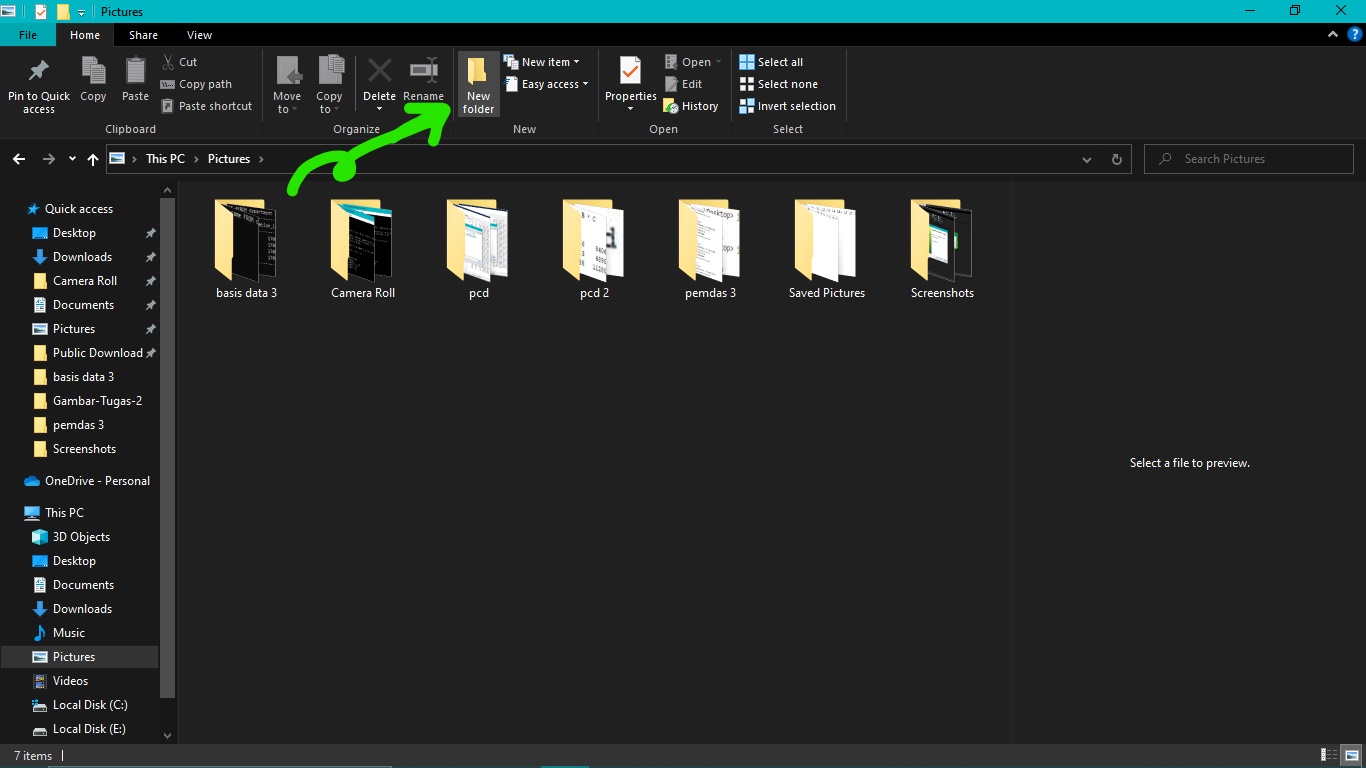 Pictures
File Home Share View
Pin to Quick access
Copy
Paste
Cut
Copy path
Paste shortcut
Clipboard
Move to
Copy to
Delete
Rename
Organize
New folder
New item
Easy access
New
Properties
Open
Edit
History
Open
Select all
Select none
Invert selection
Select
This PC > Pictures >
Search Pictures
Quick access
Desktop
Downloads
Camera Roll
Documents
Pictures
Public Download
basis data 3
Gambar-Tugas-2
pemdas 3
Screenshots
OneDrive - Personal
This PC
3D Objects
Desktop
Documents
Downloads
Music
Pictures
Videos
Local Disk (C:)
Local Disk (E:)
basis data 3
Camera Roll
pcd
pcd 2
pemdas 3
Saved Pictures
Screenshots
Select a file to preview.
7 items